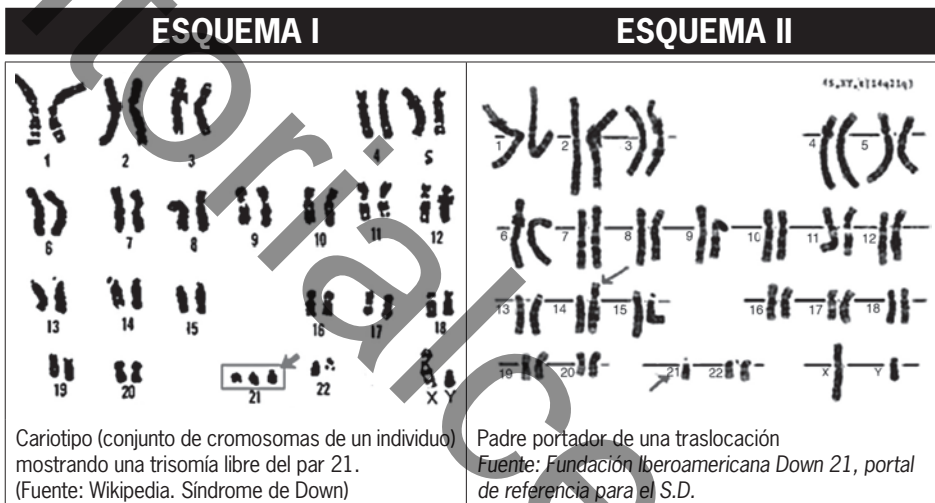 ESQUEMA I
ESQUEMA II
1 2 3 4 5
6 7 8 9 10 11 12
13 14 15 16 17 18
19 20 21 22 X Y
45,XY,t(14q21q)
1 2 3 4 5
6 7 8 9 10 11 12
13 14 15 16 17 18
19 20 21 22 X Y
Cariotipo (conjunto de cromosomas de un individuo)
mostrando una trisomía libre del par 21.
(Fuente: Wikipedia. Síndrome de Down)
Padre portador de una traslocación
Fuente: Fundación Iberoamericana Down 21, portal
de referencia para el S.D.